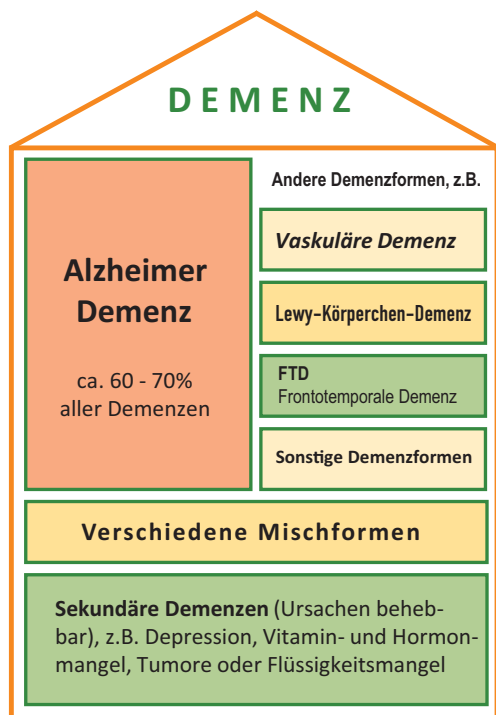 DEMENZ
Alzheimer
Demenz
ca. 60 - 70%
aller Demenzen
Andere Demenzformen, z.B.
Vaskuläre Demenz
Lewy-Körperchen-Demenz
FTD
Frontotemporale Demenz
Sonstige Demenzformen
Verschiedene Mischformen
Sekundäre Demenzen (Ursachen beheb-
bar), z.B. Depression, Vitamin- und Hormon-
mangel, Tumore oder Flüssigkeitsmangel